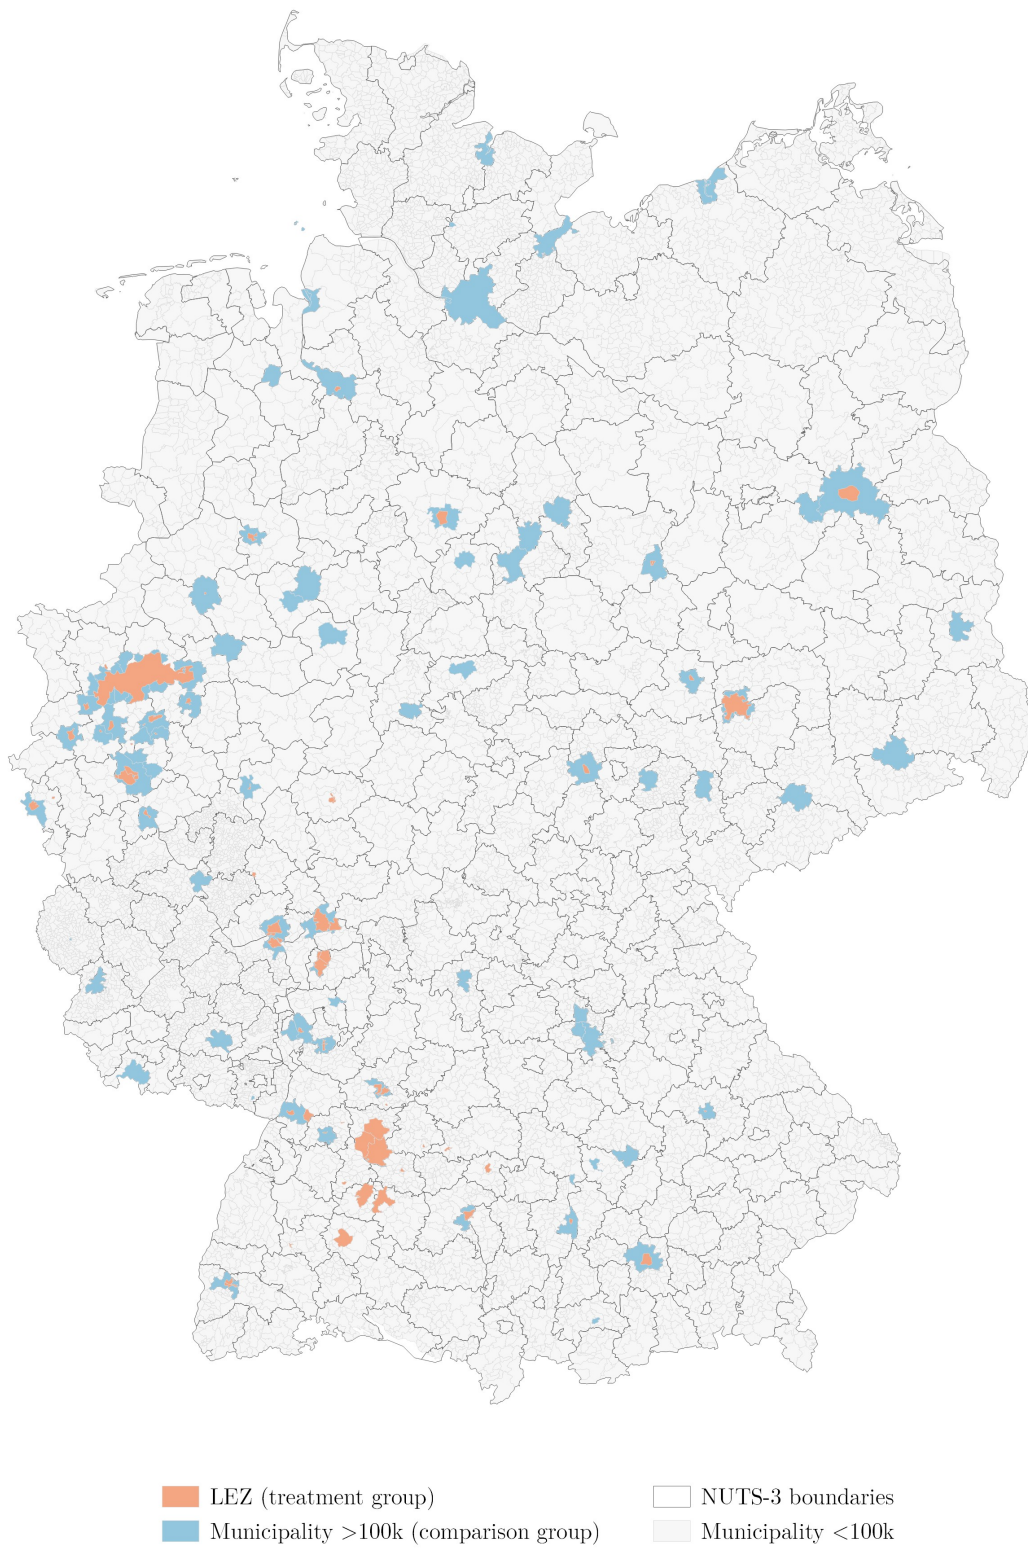 LEZ (treatment group)
NUTS-3 boundaries
Municipality >100k (comparison group)
Municipality <100k